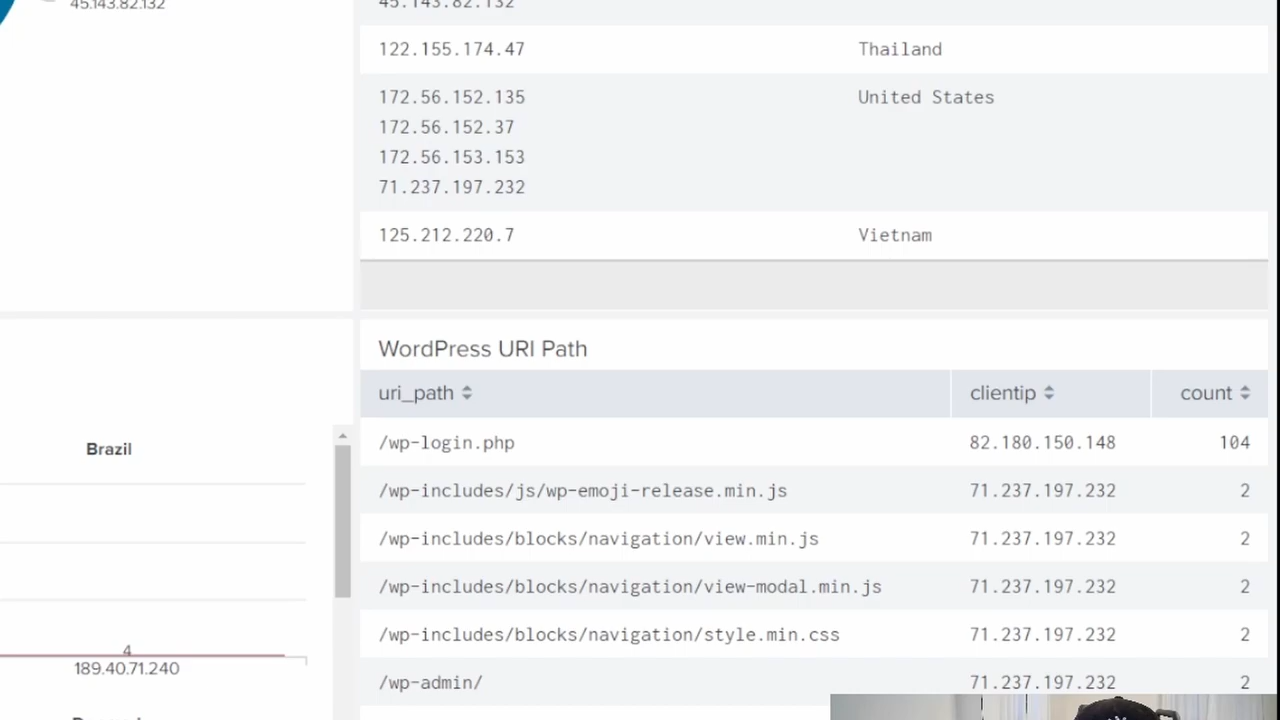 45.143.82.132
45.143.82.132
122.155.174.47 Thailand
172.56.152.135 United States
172.56.152.37
172.56.153.153
71.237.197.232
125.212.220.7 Vietnam
WordPress URI Path
uri_path clientip count
/wp-login.php 82.180.150.148 104
/wp-includes/js/wp-emoji-release.min.js 71.237.197.232 2
/wp-includes/blocks/navigation/view.min.js 71.237.197.232 2
/wp-includes/blocks/navigation/view-modal.min.js 71.237.197.232 2
/wp-includes/blocks/navigation/style.min.css 71.237.197.232 2
/wp-admin/ 71.237.197.232 2
Brazil
4
189.40.71.240